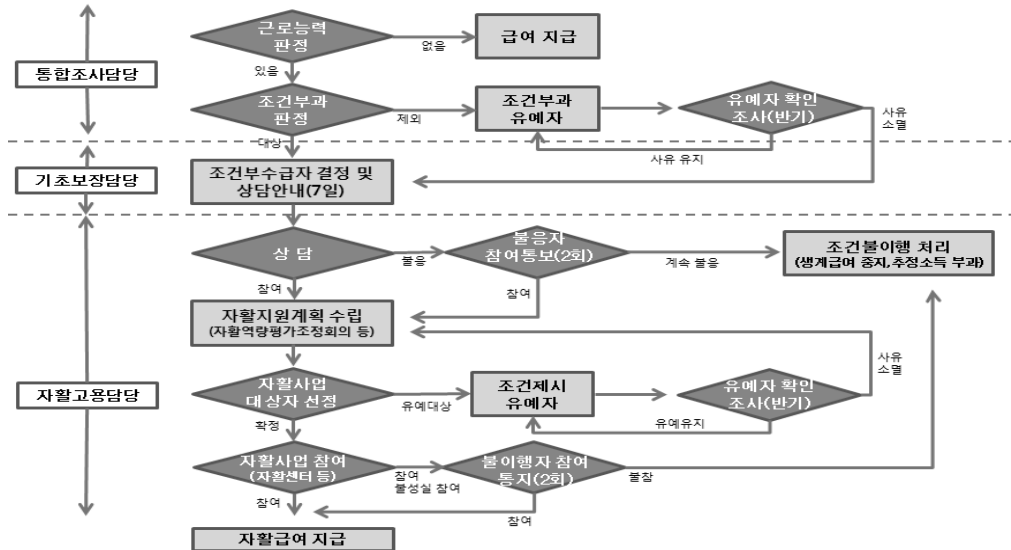 근로능력
판정
없음
급여 지급
있음
통합조사담당
조건부과
판정
제외
조건부과
유예자
유예자 확인
조사(반기)
사유
소멸
대상
사유 유지
기초보장담당
조건부수급자 결정 및
상담안내(7일)
상 담
불응
불응자
참여통보(2회)
계속 불응
조건불이행 처리
(생계급여 중지,추정소득 부과)
참여
참여
자활지원계획 수립
(자활역량평가조정회의 등)
사유
소멸
자활고용담당
자활사업
대상자 선정
유예대상
조건제시
유예자
유예자 확인
조사(반기)
확정
유예유지
자활사업 참여
(자활센터 등)
참여
불성실 참여
불이행자 참여
통지(2회)
불참
참여
참여
자활급여 지급